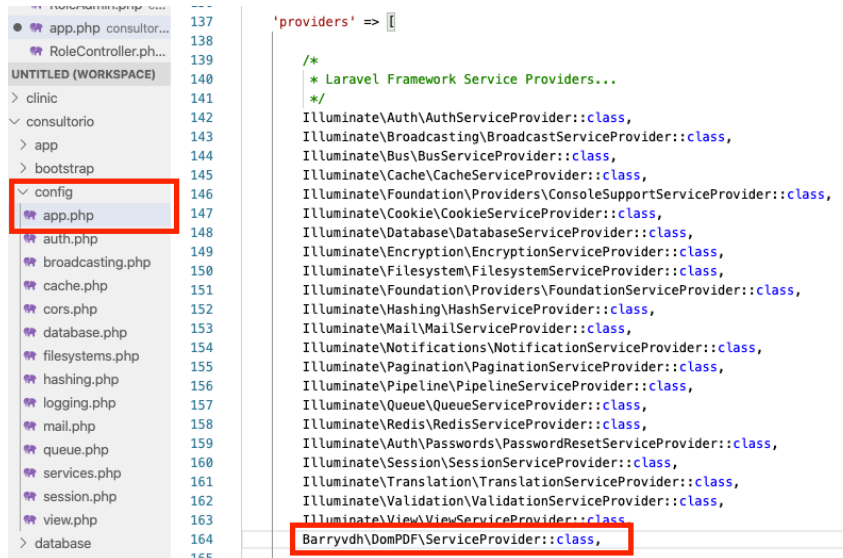 app.php consultor...
RoleController.ph...
UNTITLED (WORKSPACE)
clinic
consultorio
app
bootstrap
config
app.php
auth.php
broadcasting.php
cache.php
cors.php
database.php
filesystems.php
hashing.php
logging.php
mail.php
queue.php
services.php
session.php
view.php
database
137 'providers' => [
138
139 /*
140 * Laravel Framework Service Providers...
141 */
142 Illuminate\Auth\AuthServiceProvider::class,
143 Illuminate\Broadcasting\BroadcastServiceProvider::class,
144 Illuminate\Bus\BusServiceProvider::class,
145 Illuminate\Cache\CacheServiceProvider::class,
146 Illuminate\Foundation\Providers\ConsoleSupportServiceProvider::class,
147 Illuminate\Cookie\CookieServiceProvider::class,
148 Illuminate\Database\DatabaseServiceProvider::class,
149 Illuminate\Encryption\EncryptionServiceProvider::class,
150 Illuminate\Filesystem\FilesystemServiceProvider::class,
151 Illuminate\Foundation\Providers\FoundationServiceProvider::class,
152 Illuminate\Hashing\HashServiceProvider::class,
153 Illuminate\Mail\MailServiceProvider::class,
154 Illuminate\Notifications\NotificationServiceProvider::class,
155 Illuminate\Pagination\PaginationServiceProvider::class,
156 Illuminate\Pipeline\PipelineServiceProvider::class,
157 Illuminate\Queue\QueueServiceProvider::class,
158 Illuminate\Redis\RedisServiceProvider::class,
159 Illuminate\Auth\Passwords\PasswordResetServiceProvider::class,
160 Illuminate\Session\SessionServiceProvider::class,
161 Illuminate\Translation\TranslationServiceProvider::class,
162 Illuminate\Validation\ValidationServiceProvider::class,
163 Illuminate\View\ViewServiceProvider::class,
164 Barryvdh\DomPDF\ServiceProvider::class,